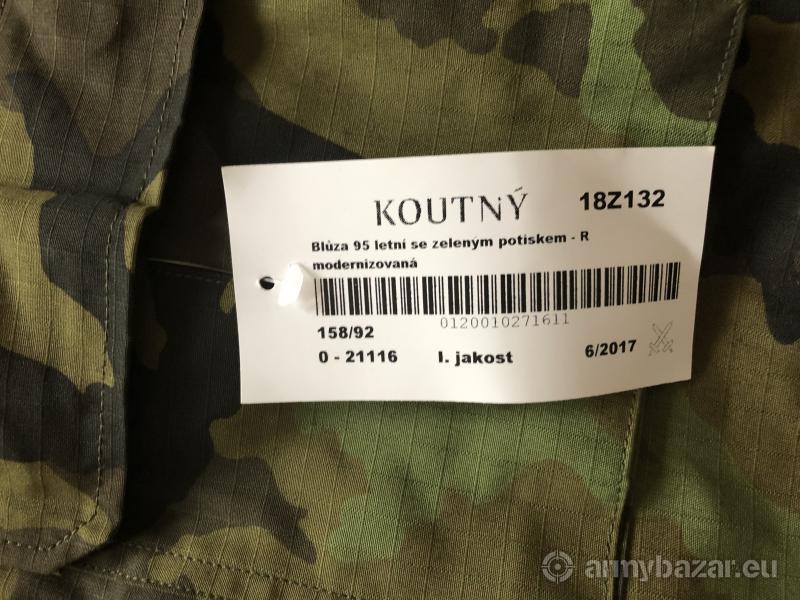 KOUTNÝ 18Z132
Blůza 95 letní se zeleným potiskem - R
modernizovaná
0120010271611
158/92
0 - 21116 I. jakost 6/2017
armybazar.eu